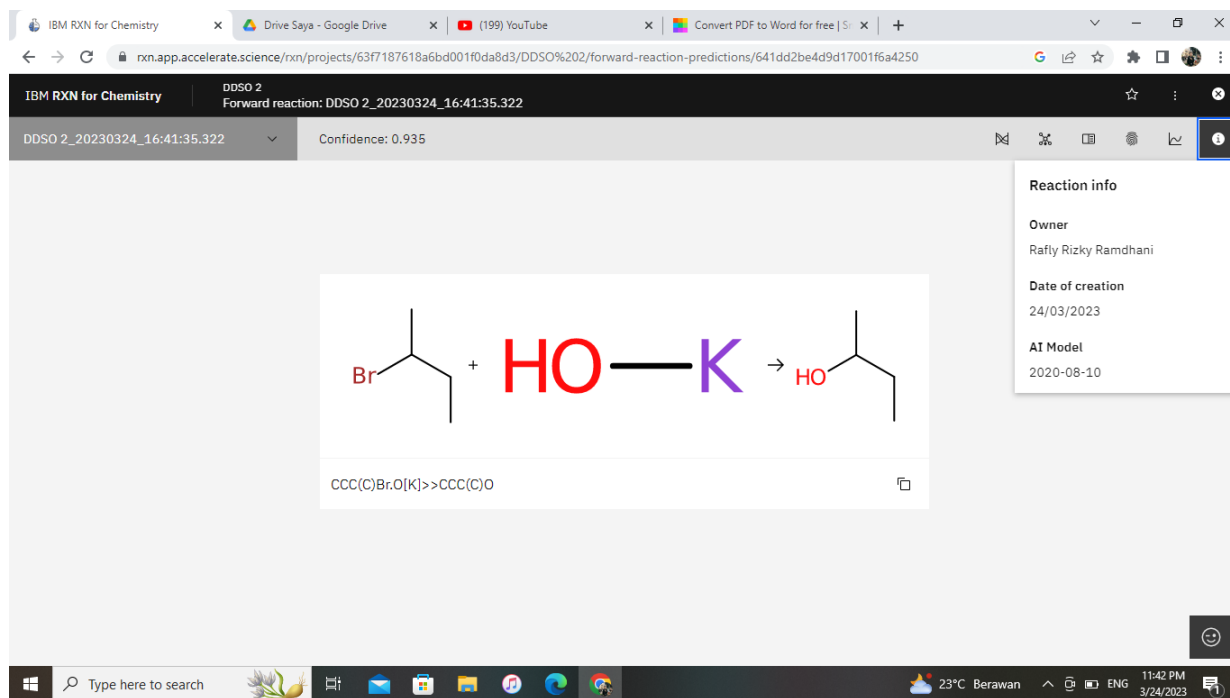 IBM RXN for Chemistry
Drive Saya - Google Drive
(199) YouTube
Convert PDF to Word for free | Sr
rxn.app.accelerate.science/rxn/projects/63f7187618a6bd001f0da8d3/DDSO%202/forward-reaction-predictions/641dd2be4d9d17001f6a4250
IBM RXN for Chemistry
DDSO 2
Forward reaction: DDSO 2_20230324_16:41:35.322
DDSO 2_20230324_16:41:35.322
Confidence: 0.935
Reaction info
Owner
Rafly Rizky Ramdhani
Date of creation
24/03/2023
AI Model
2020-08-10
Br + HO K → HO
CCC(C)Br.O[K]>>CCC(C)O
Type here to search
23°C Berawan
ENG
11:42 PM
3/24/2023